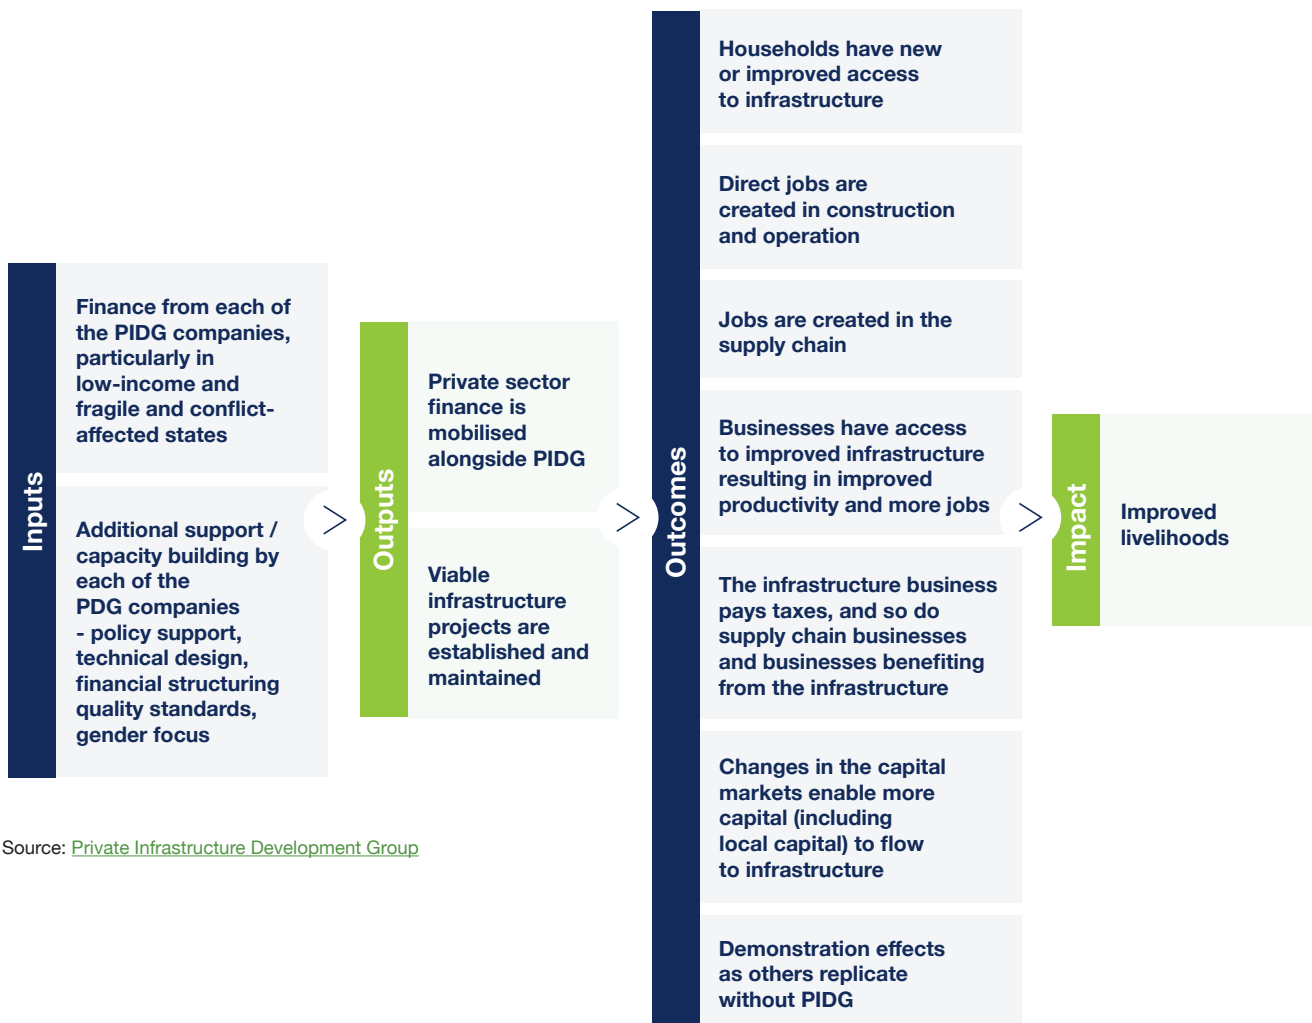 Inputs
Finance from each of
the PIDG companies,
particularly in
low-income and
fragile and conflict-
affected states
Additional support /
capacity building by
each of the
PDG companies
- policy support,
technical design,
financial structuring
quality standards,
gender focus
>
Outputs
Private sector
finance is
mobilised
alongside PIDG
Viable
infrastructure
projects are
established and
maintained
>
Outcomes
Households have new
or improved access
to infrastructure
Direct jobs are
created in construction
and operation
Jobs are created in the
supply chain
Businesses have access
to improved infrastructure
resulting in improved
productivity and more jobs
The infrastructure business
pays taxes, and so do
supply chain businesses
and businesses benefiting
from the infrastructure
Changes in the capital
markets enable more
capital (including
local capital) to flow
to infrastructure
Demonstration effects
as others replicate
without PIDG
>
Impact
Improved
livelihoods
Source: Private Infrastructure Development Group